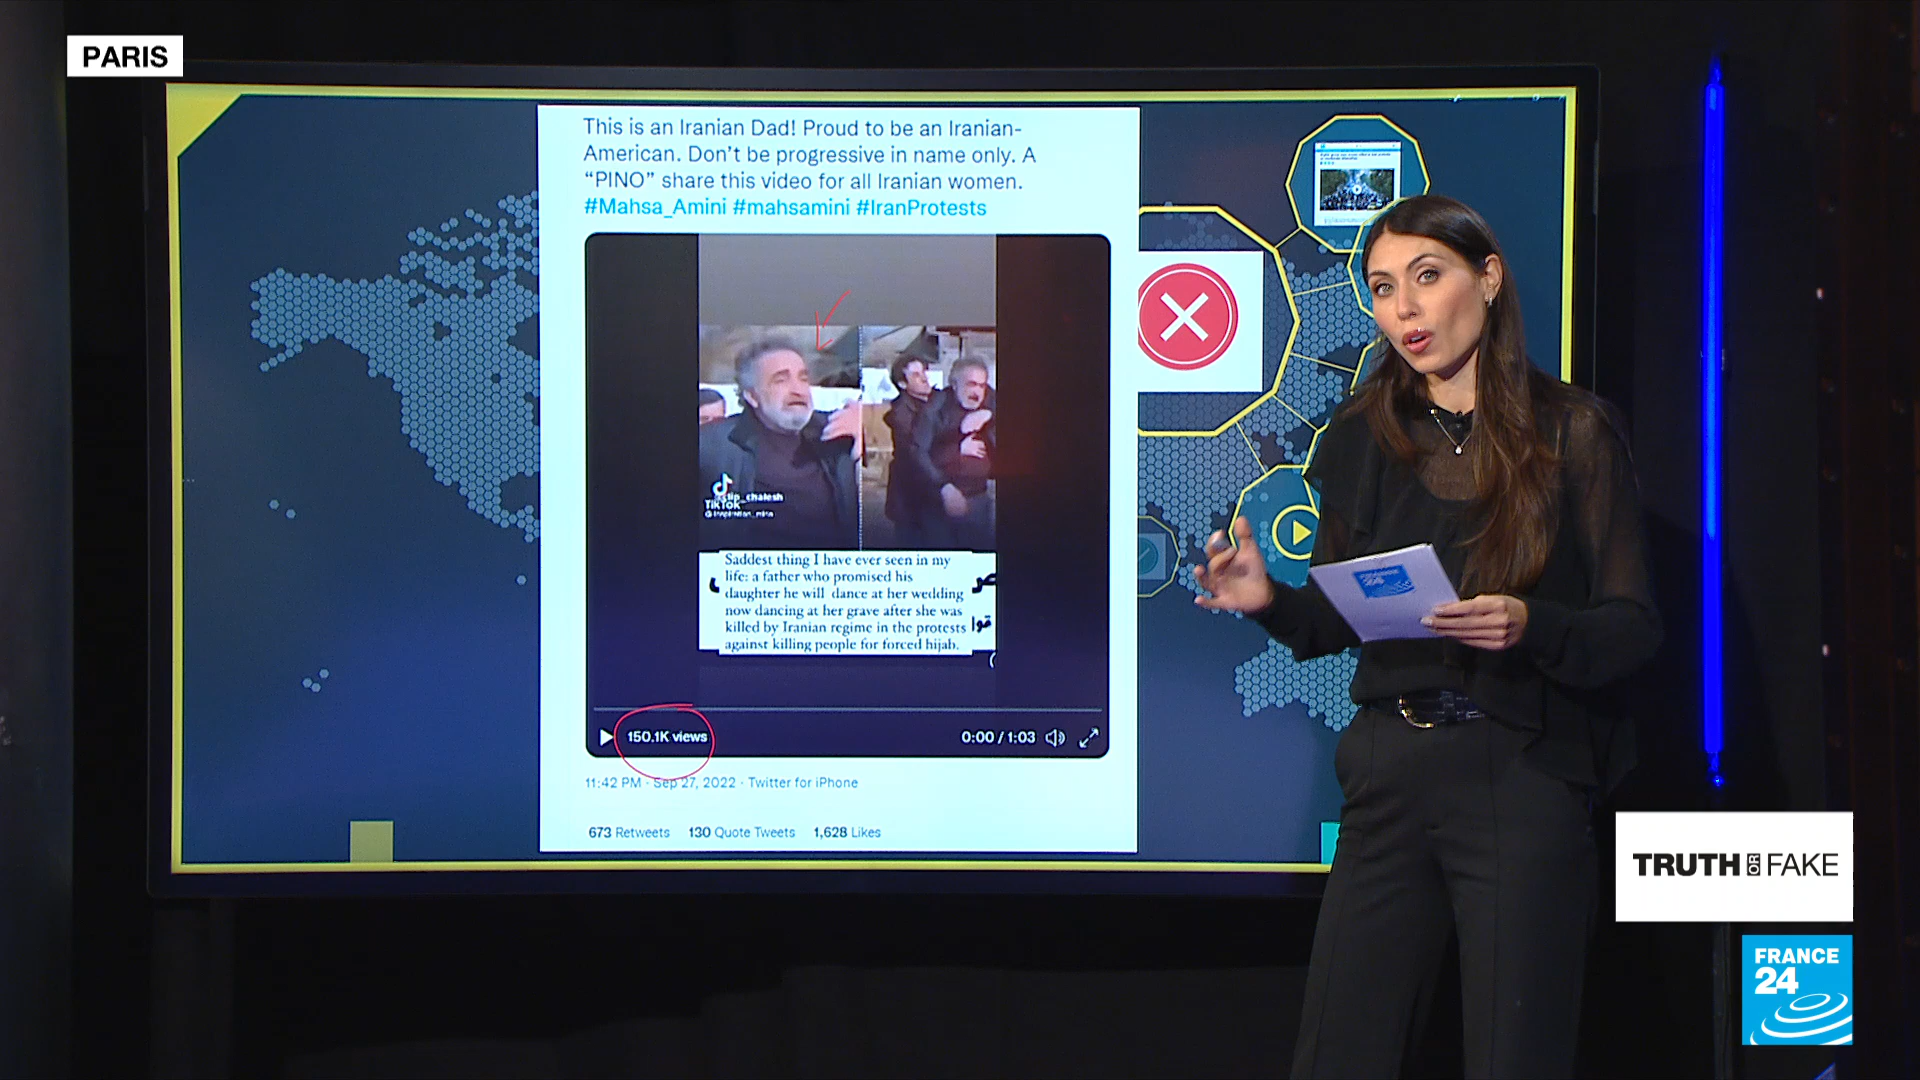 PARIS
This is an Iranian Dad! Proud to be an Iranian-
American. Don't be progressive in name only. A
“PINO” share this video for all Iranian women.
#Mahsa_Amini #mahsamini #IranProtests
TikTok
Saddest thing I have ever seen in my
life: a father who promised his
daughter he will dance at her wedding
now dancing at her grave after she was
killed by Iranian regime in the protests
against killing people for forced hijab.
150.1K views
0:00 / 1:03
11:42 PM · Sep 27, 2022 · Twitter for iPhone
673 Retweets 130 Quote Tweets 1,628 Likes
TRUTH OR FAKE
FRANCE
24